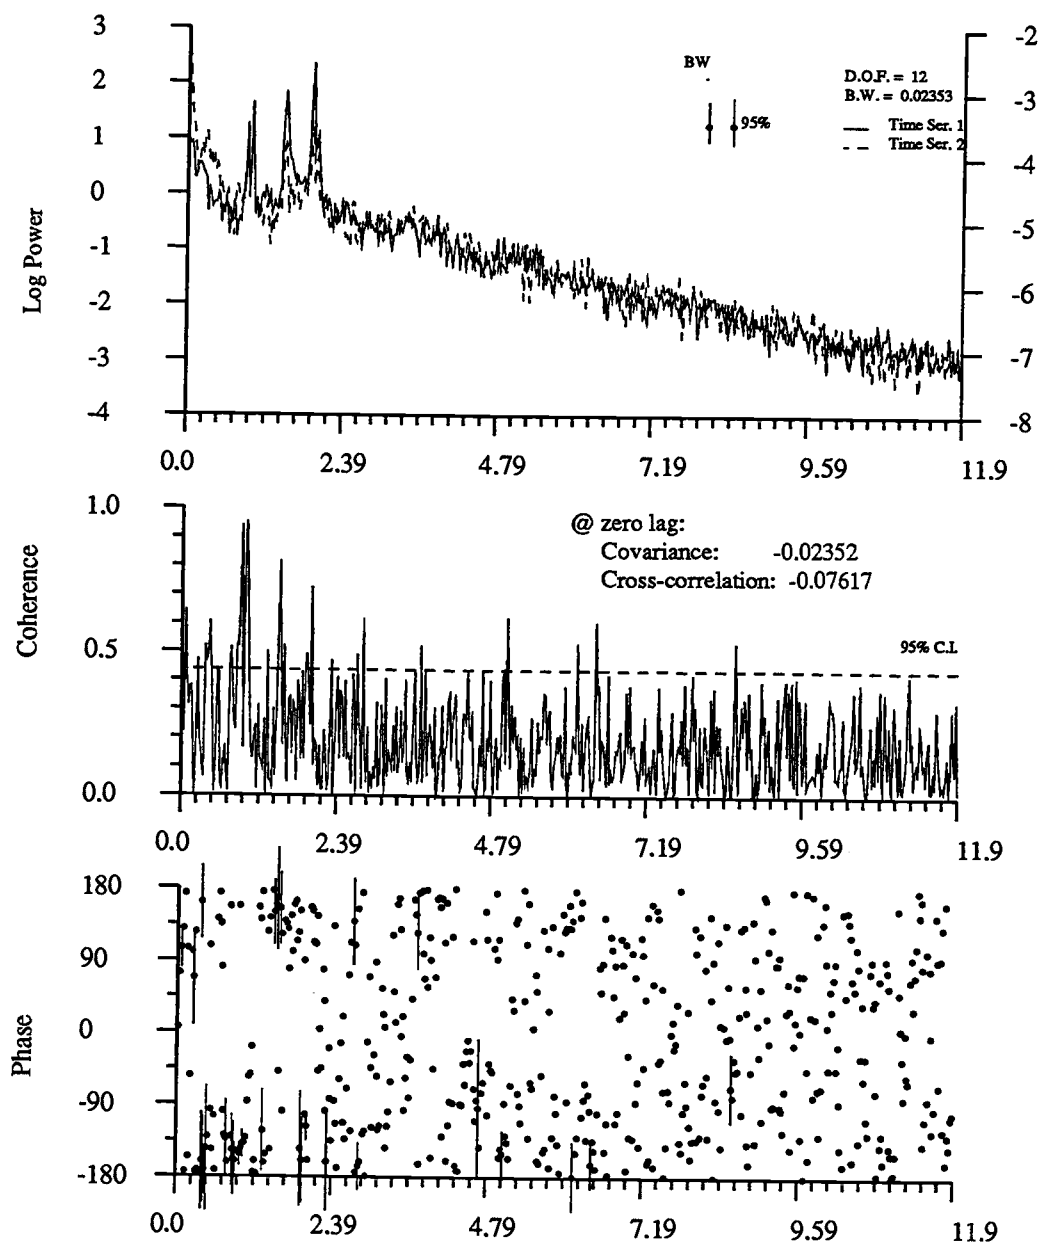 3
2
1
0
-1
-2
-3
-4
Log Power
-2
-3
-4
-5
-6
-7
-8
BW
95%
D.O.F. = 12
B.W. = 0.02353
Time Ser. 1
Time Ser. 2
0.0 2.39 4.79 7.19 9.59 11.9
1.0
0.5
0.0
Coherence
@ zero lag:
Covariance: -0.02352
Cross-correlation: -0.07617
95% C.I.
0.0 2.39 4.79 7.19 9.59 11.9
180
90
0
-90
-180
Phase
0.0 2.39 4.79 7.19 9.59 11.9